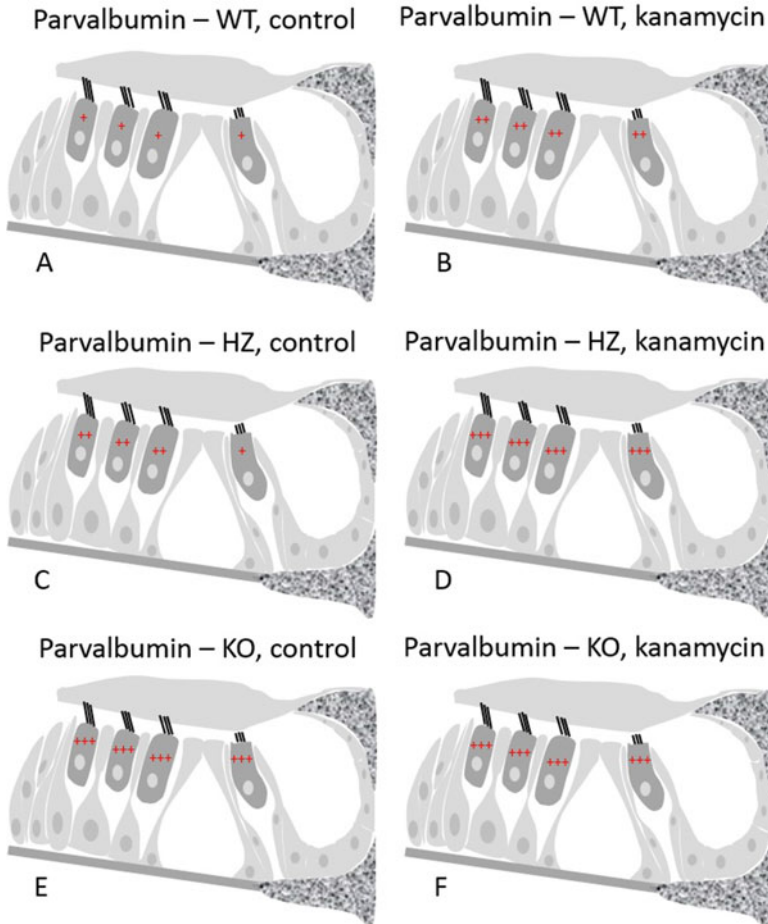 Parvalbumin – WT, control
Parvalbumin – WT, kanamycin
+ + + +
++ ++ ++ ++
A
B
Parvalbumin – HZ, control
Parvalbumin – HZ, kanamycin
++ ++ ++ +
+++ +++ +++ +++
C
D
Parvalbumin – KO, control
Parvalbumin – KO, kanamycin
+++ +++ +++ +++
+++ +++ +++ +++
E
F